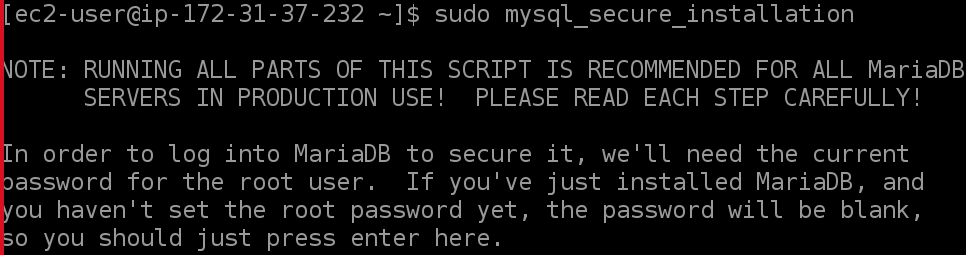 [ec2-user@ip-172-31-37-232 ~]$ sudo mysql_secure_installation
NOTE: RUNNING ALL PARTS OF THIS SCRIPT IS RECOMMENDED FOR ALL MariaDB
SERVERS IN PRODUCTION USE!  PLEASE READ EACH STEP CAREFULLY!
In order to log into MariaDB to secure it, we'll need the current
password for the root user.  If you've just installed MariaDB, and
you haven't set the root password yet, the password will be blank,
so you should just press enter here.